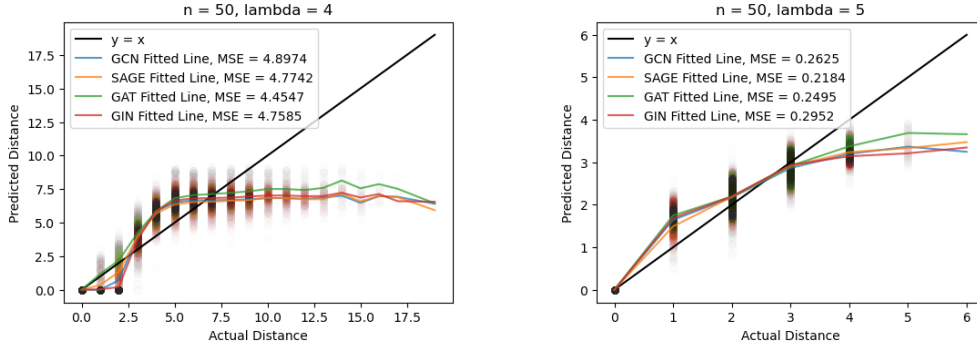 n = 50, lambda = 4
y = x
GCN Fitted Line, MSE = 4.8974
SAGE Fitted Line, MSE = 4.7742
GAT Fitted Line, MSE = 4.4547
GIN Fitted Line, MSE = 4.7585
Predicted Distance
17.5
15.0
12.5
10.0
7.5
5.0
2.5
0.0
0.0 2.5 5.0 7.5 10.0 12.5 15.0 17.5
Actual Distance
n = 50, lambda = 5
y = x
GCN Fitted Line, MSE = 0.2625
SAGE Fitted Line, MSE = 0.2184
GAT Fitted Line, MSE = 0.2495
GIN Fitted Line, MSE = 0.2952
Predicted Distance
6
5
4
3
2
1
0
0 1 2 3 4 5 6
Actual Distance